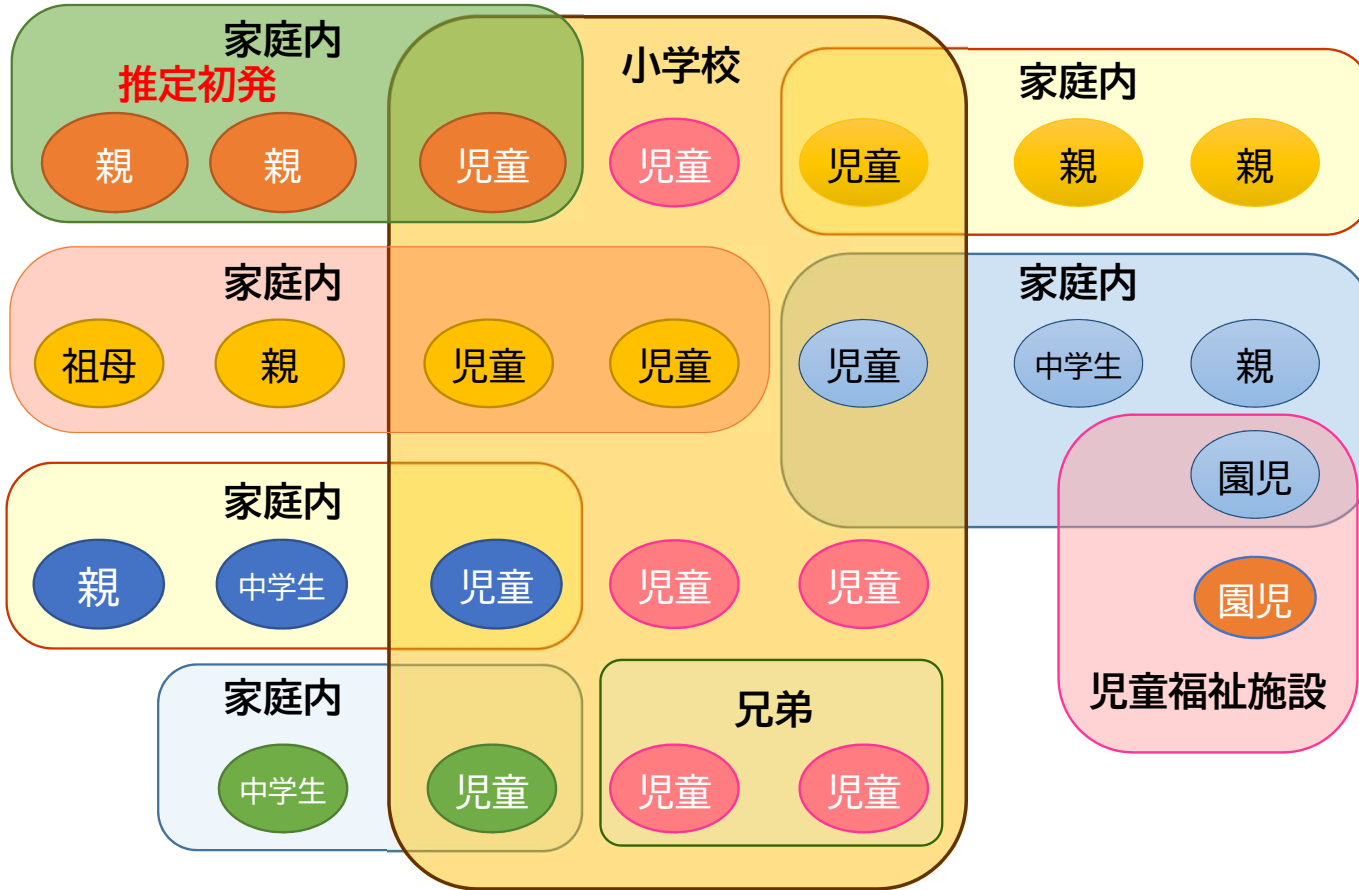 家庭内
推定初発
親
親
児童
小学校
児童
家庭内
児童
親
親
家庭内
祖母
親
児童
児童
家庭内
児童
中学生
親
園児
家庭内
親
中学生
児童
児童
児童
園児
児童福祉施設
家庭内
中学生
児童
兄弟
児童
児童